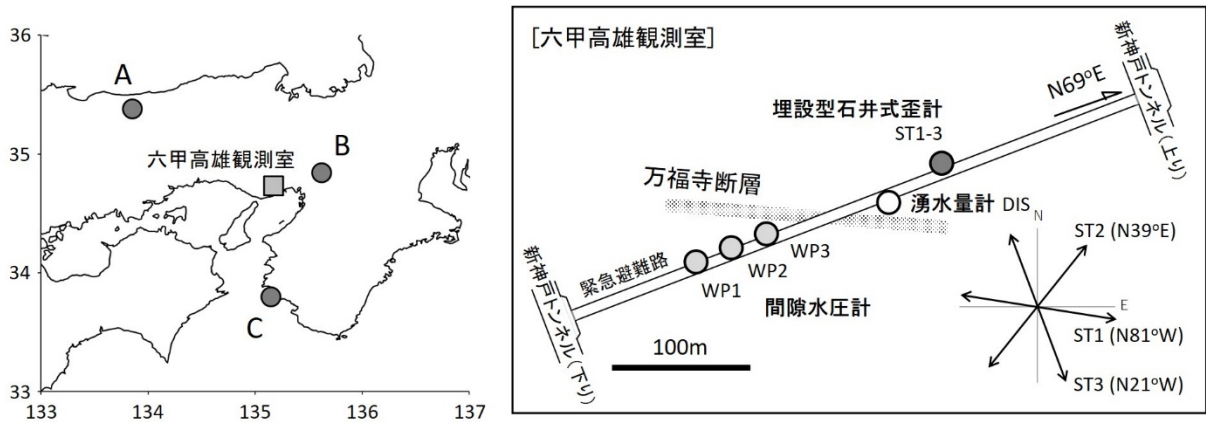 36
35
34
33
133
134
135
136
137
A
B
六甲高雄観測室
C
[六甲高雄観測室]
新神戸トンネル(上り)
N69°E
埋設型石井式歪計
ST1-3
万福寺断層
湧水量計 DIS
緊急避難路
WP1
WP2
WP3
間隙水圧計
新神戸トンネル(下り)
100m
N
E
ST2 (N39°E)
ST1 (N81°W)
ST3 (N21°W)